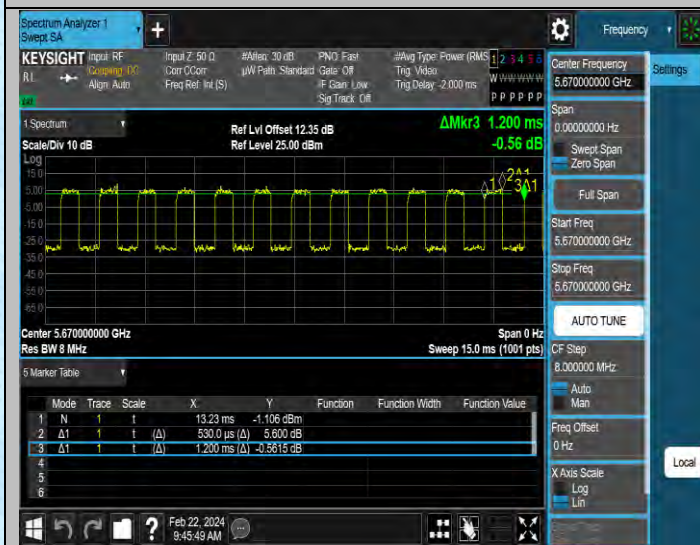 Spectrum Analyzer 1
Swept SA
Frequency
KEYSIGHT Input: RF Input Z: 50 Ω #Atten: 30 dB PNO: Fast #Avg Type: Power (RMS 1 2 3 4 5 6
RL Coupling: DC Corr CCorr µW Path: Standard Gate: Off Trig: Video W W W W W W
Align: Auto Freq Ref: Int (S) IF Gain: Low Trig Delay: -2.000 ms
Sig Track: Off P P P P P P
1 Spectrum
Scale/Div 10 dB
Ref Lvl Offset 12.35 dB
Ref Level 25.00 dBm
ΔMkr3 1.200 ms
-0.56 dB
Log
15.0
5.00
-5.00
-15.0
-25.0
-35.0
-45.0
-55.0
-65.0
2Δ1
3Δ1
Center 5.670000000 GHz
Span 0 Hz
Res BW 8 MHz
Sweep 15.0 ms (1001 pts)
5 Marker Table
Mode Trace Scale X Y Function Function Width Function Value
1 N 1 t 13.23 ms -1.106 dBm
2 Δ1 1 t (Δ) 530.0 µs (Δ) 5.600 dB
3 Δ1 1 t (Δ) 1.200 ms (Δ) -0.5615 dB
4
5
6
Feb 22, 2024
9:45:49 AM
Center Frequency
5.670000000 GHz
Settings
Span
0.00000000 Hz
Swept Span
Zero Span
Full Span
Start Freq
5.670000000 GHz
Stop Freq
5.670000000 GHz
AUTO TUNE
CF Step
8.000000 MHz
Auto
Man
Freq Offset
0 Hz
X Axis Scale
Log
Lin
Local